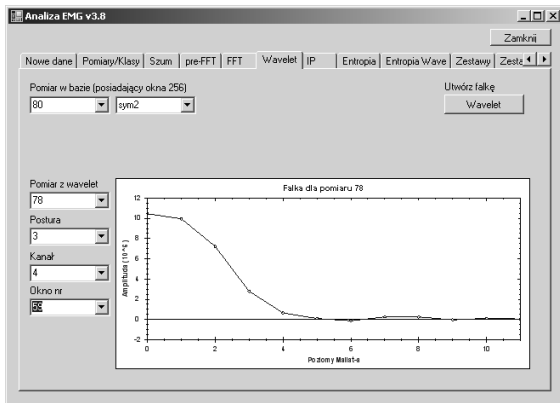 Analiza EMG v3.8
Zamknij
Nowe dane Pomiary/Klasy Szum pre-FFT FFT Wavelet IP Entropia Entropia Wave Zestawy Zesta
Pomiar w bazie (posiadający okna 256)
80 sym2
Utwórz falkę
Wavelet
Pomiar z wavelet
78
Postura
3
Kanał
4
Okno nr
59
Falka dla pomiaru 78
Amplituda (10^6)
12
10
8
6
4
2
0
-2
0 2 4 6 8 10
Poziomy Mallat-a